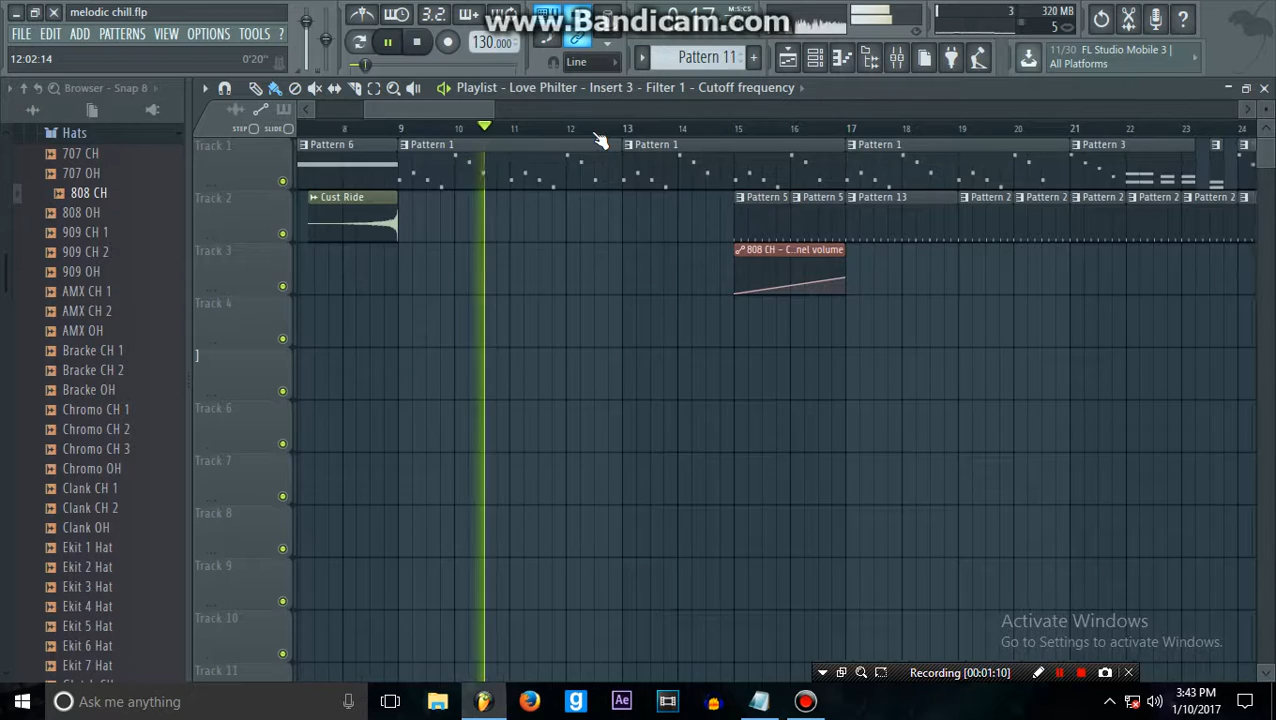 melodic chill.flp
www.Bandicam.com
FILE EDIT ADD PATTERNS VIEW OPTIONS TOOLS ?
3.2
M:S:CS
3
320 MB
5
12:02:14
0'20"
130.000
Line
Pattern 11
11/30 FL Studio Mobile 3 |
All Platforms
Browser - Snap 8
Playlist - Love Philter - Insert 3 - Filter 1 - Cutoff frequency
STEP SLIDE
8 9 10 11 12 13 14 15 16 17 18 19 20 21 22 23 24
Hats
707 CH
707 OH
808 CH
808 OH
909 CH 1
909 CH 2
909 OH
AMX CH 1
AMX CH 2
AMX OH
Bracke CH 1
Bracke CH 2
Bracke OH
Chromo CH 1
Chromo CH 2
Chromo CH 3
Chromo OH
Clank CH 1
Clank CH 2
Clank OH
Ekit 1 Hat
Ekit 2 Hat
Ekit 3 Hat
Ekit 4 Hat
Ekit 5 Hat
Ekit 6 Hat
Ekit 7 Hat
Track 1
Pattern 6
Pattern 1
Pattern 1
Pattern 1
Pattern 3
Track 2
Cust Ride
Pattern 5
Pattern 5
Pattern 13
Pattern 2
Pattern 2
Pattern 2
Pattern 2
Pattern 2
Track 3
808 CH - C...nel volume
Track 4
]
Track 6
Track 7
Track 8
Track 9
Track 10
Track 11
Activate Windows
Go to Settings to activate Windows.
Recording [00:01:10]
Ask me anything
Ae
3:43 PM
1/10/2017